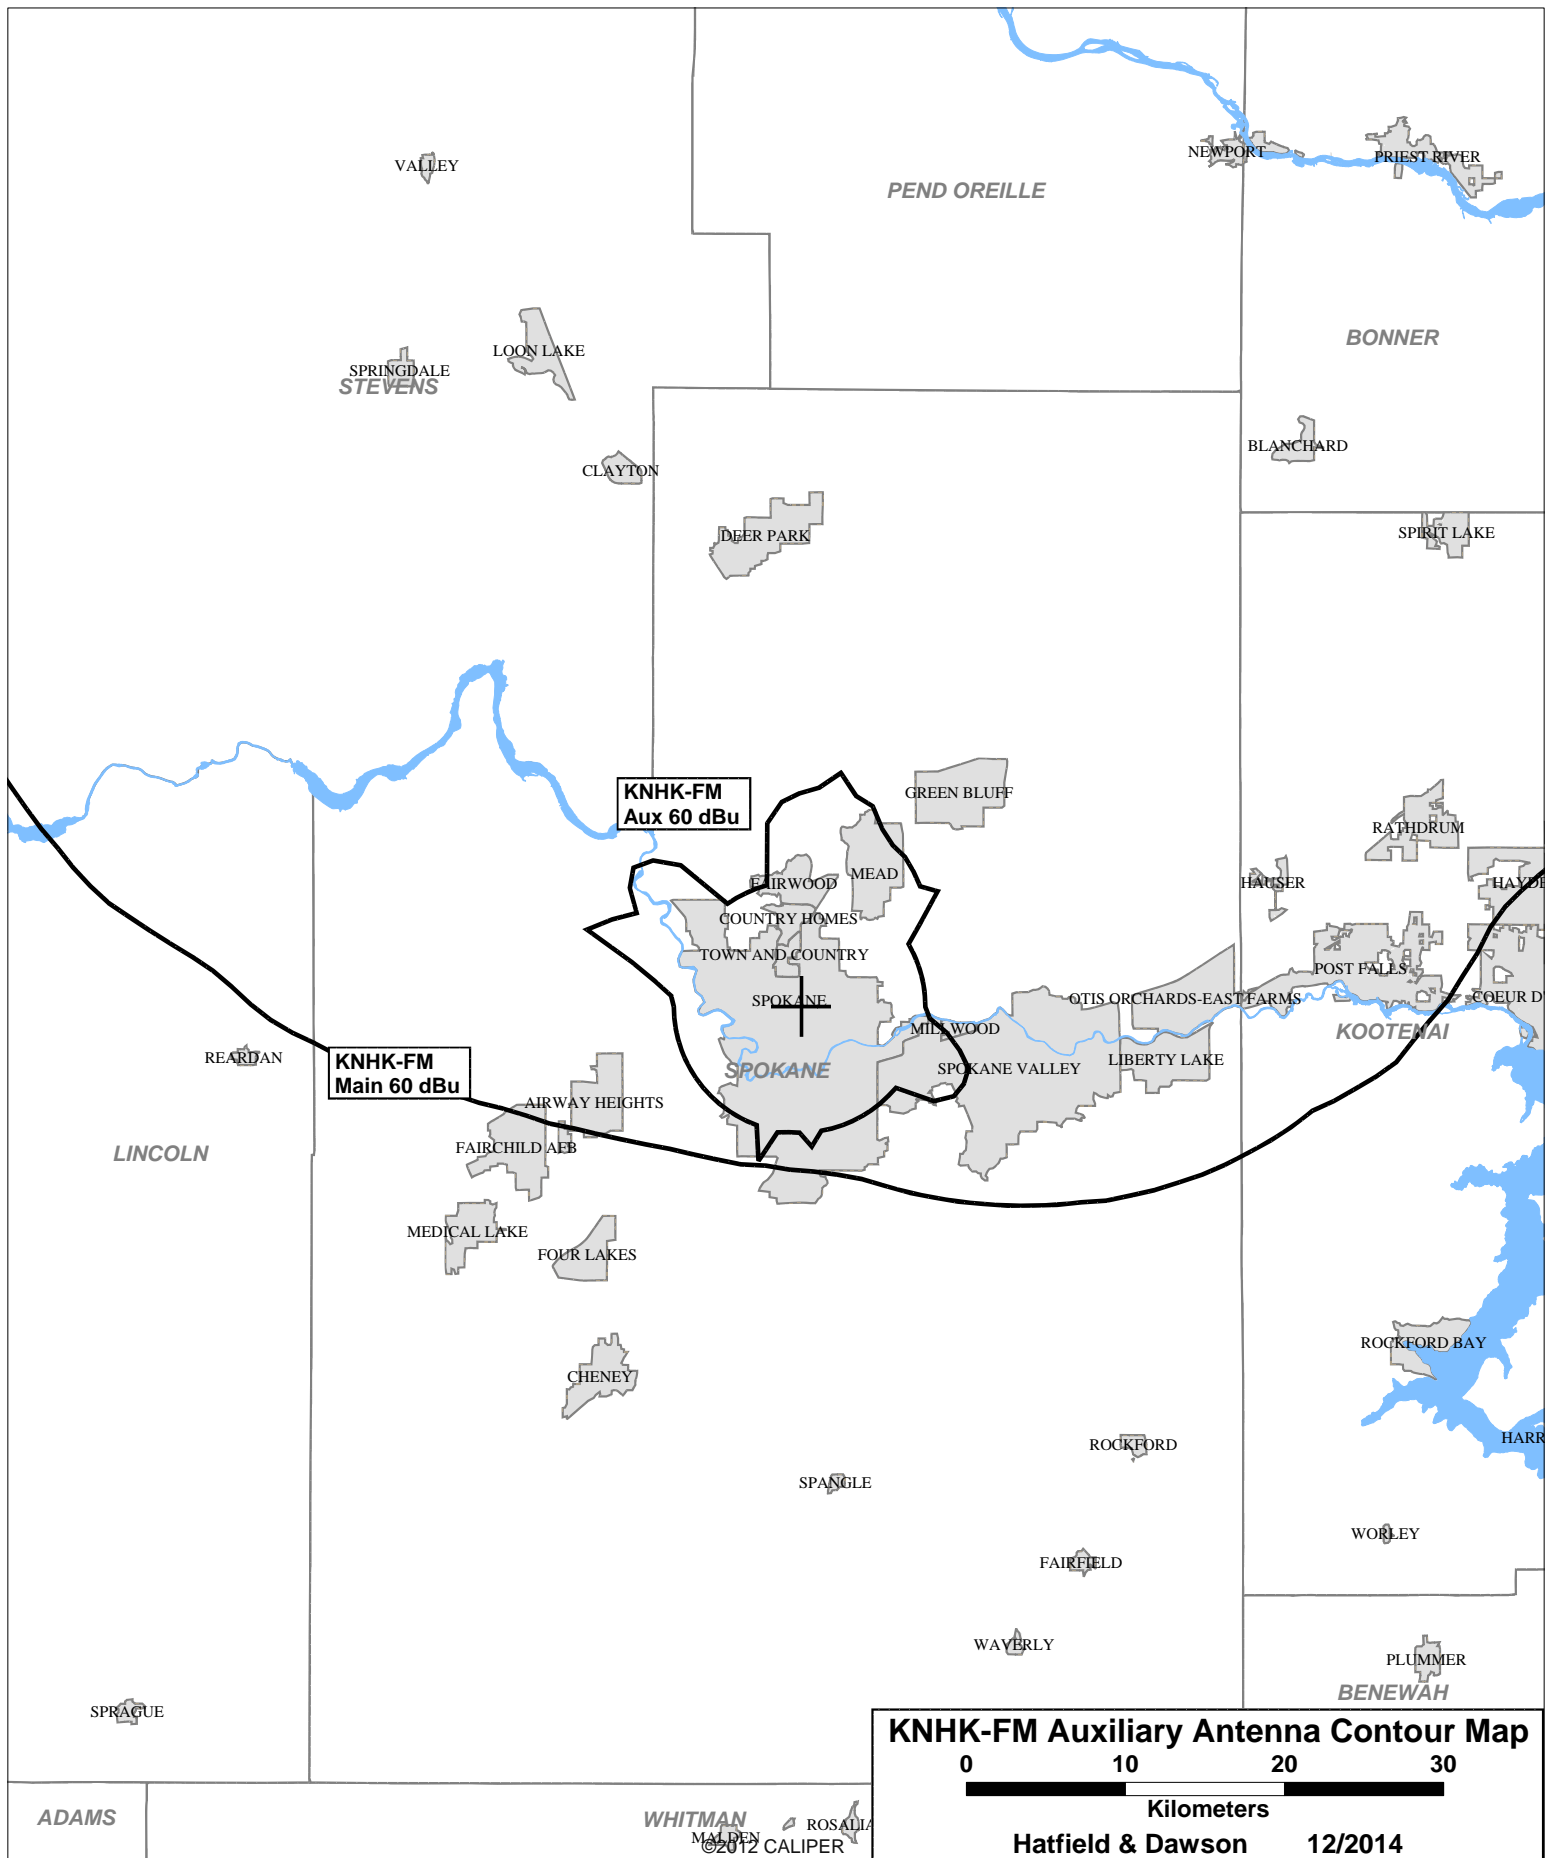 VALLEY
NEWPORT
PRIEST RIVER
PEND OREILLE
BONNER
LOON LAKE
SPRINGDALE
STEVENS
BLANCHARD
CLAYTON
DEER PARK
SPIRIT LAKE
KNHK-FM
Aux 60 dBu
GREEN BLUFF
RATHDRUM
MEAD
FAIRWOOD
HAUSER
HAYDE
COUNTRY HOMES
TOWN AND COUNTRY
POST FALLS
SPOKANE
OTIS ORCHARDS-EAST FARMS
COEUR D'
MILLWOOD
KOOTENAI
REARDAN
KNHK-FM
Main 60 dBu
SPOKANE
SPOKANE VALLEY
LIBERTY LAKE
AIRWAY HEIGHTS
FAIRCHILD AFB
LINCOLN
MEDICAL LAKE
FOUR LAKES
ROCKFORD BAY
CHENEY
HARR
ROCKFORD
SPANGLE
WORLEY
FAIRFIELD
WAVERLY
PLUMMER
BENEWAH
SPRAGUE
KNHK-FM Auxiliary Antenna Contour Map
0 10 20 30
Kilometers
Hatfield & Dawson 12/2014
ADAMS
WHITMAN
ROSALIA
MALDEN
©2012 CALIPER